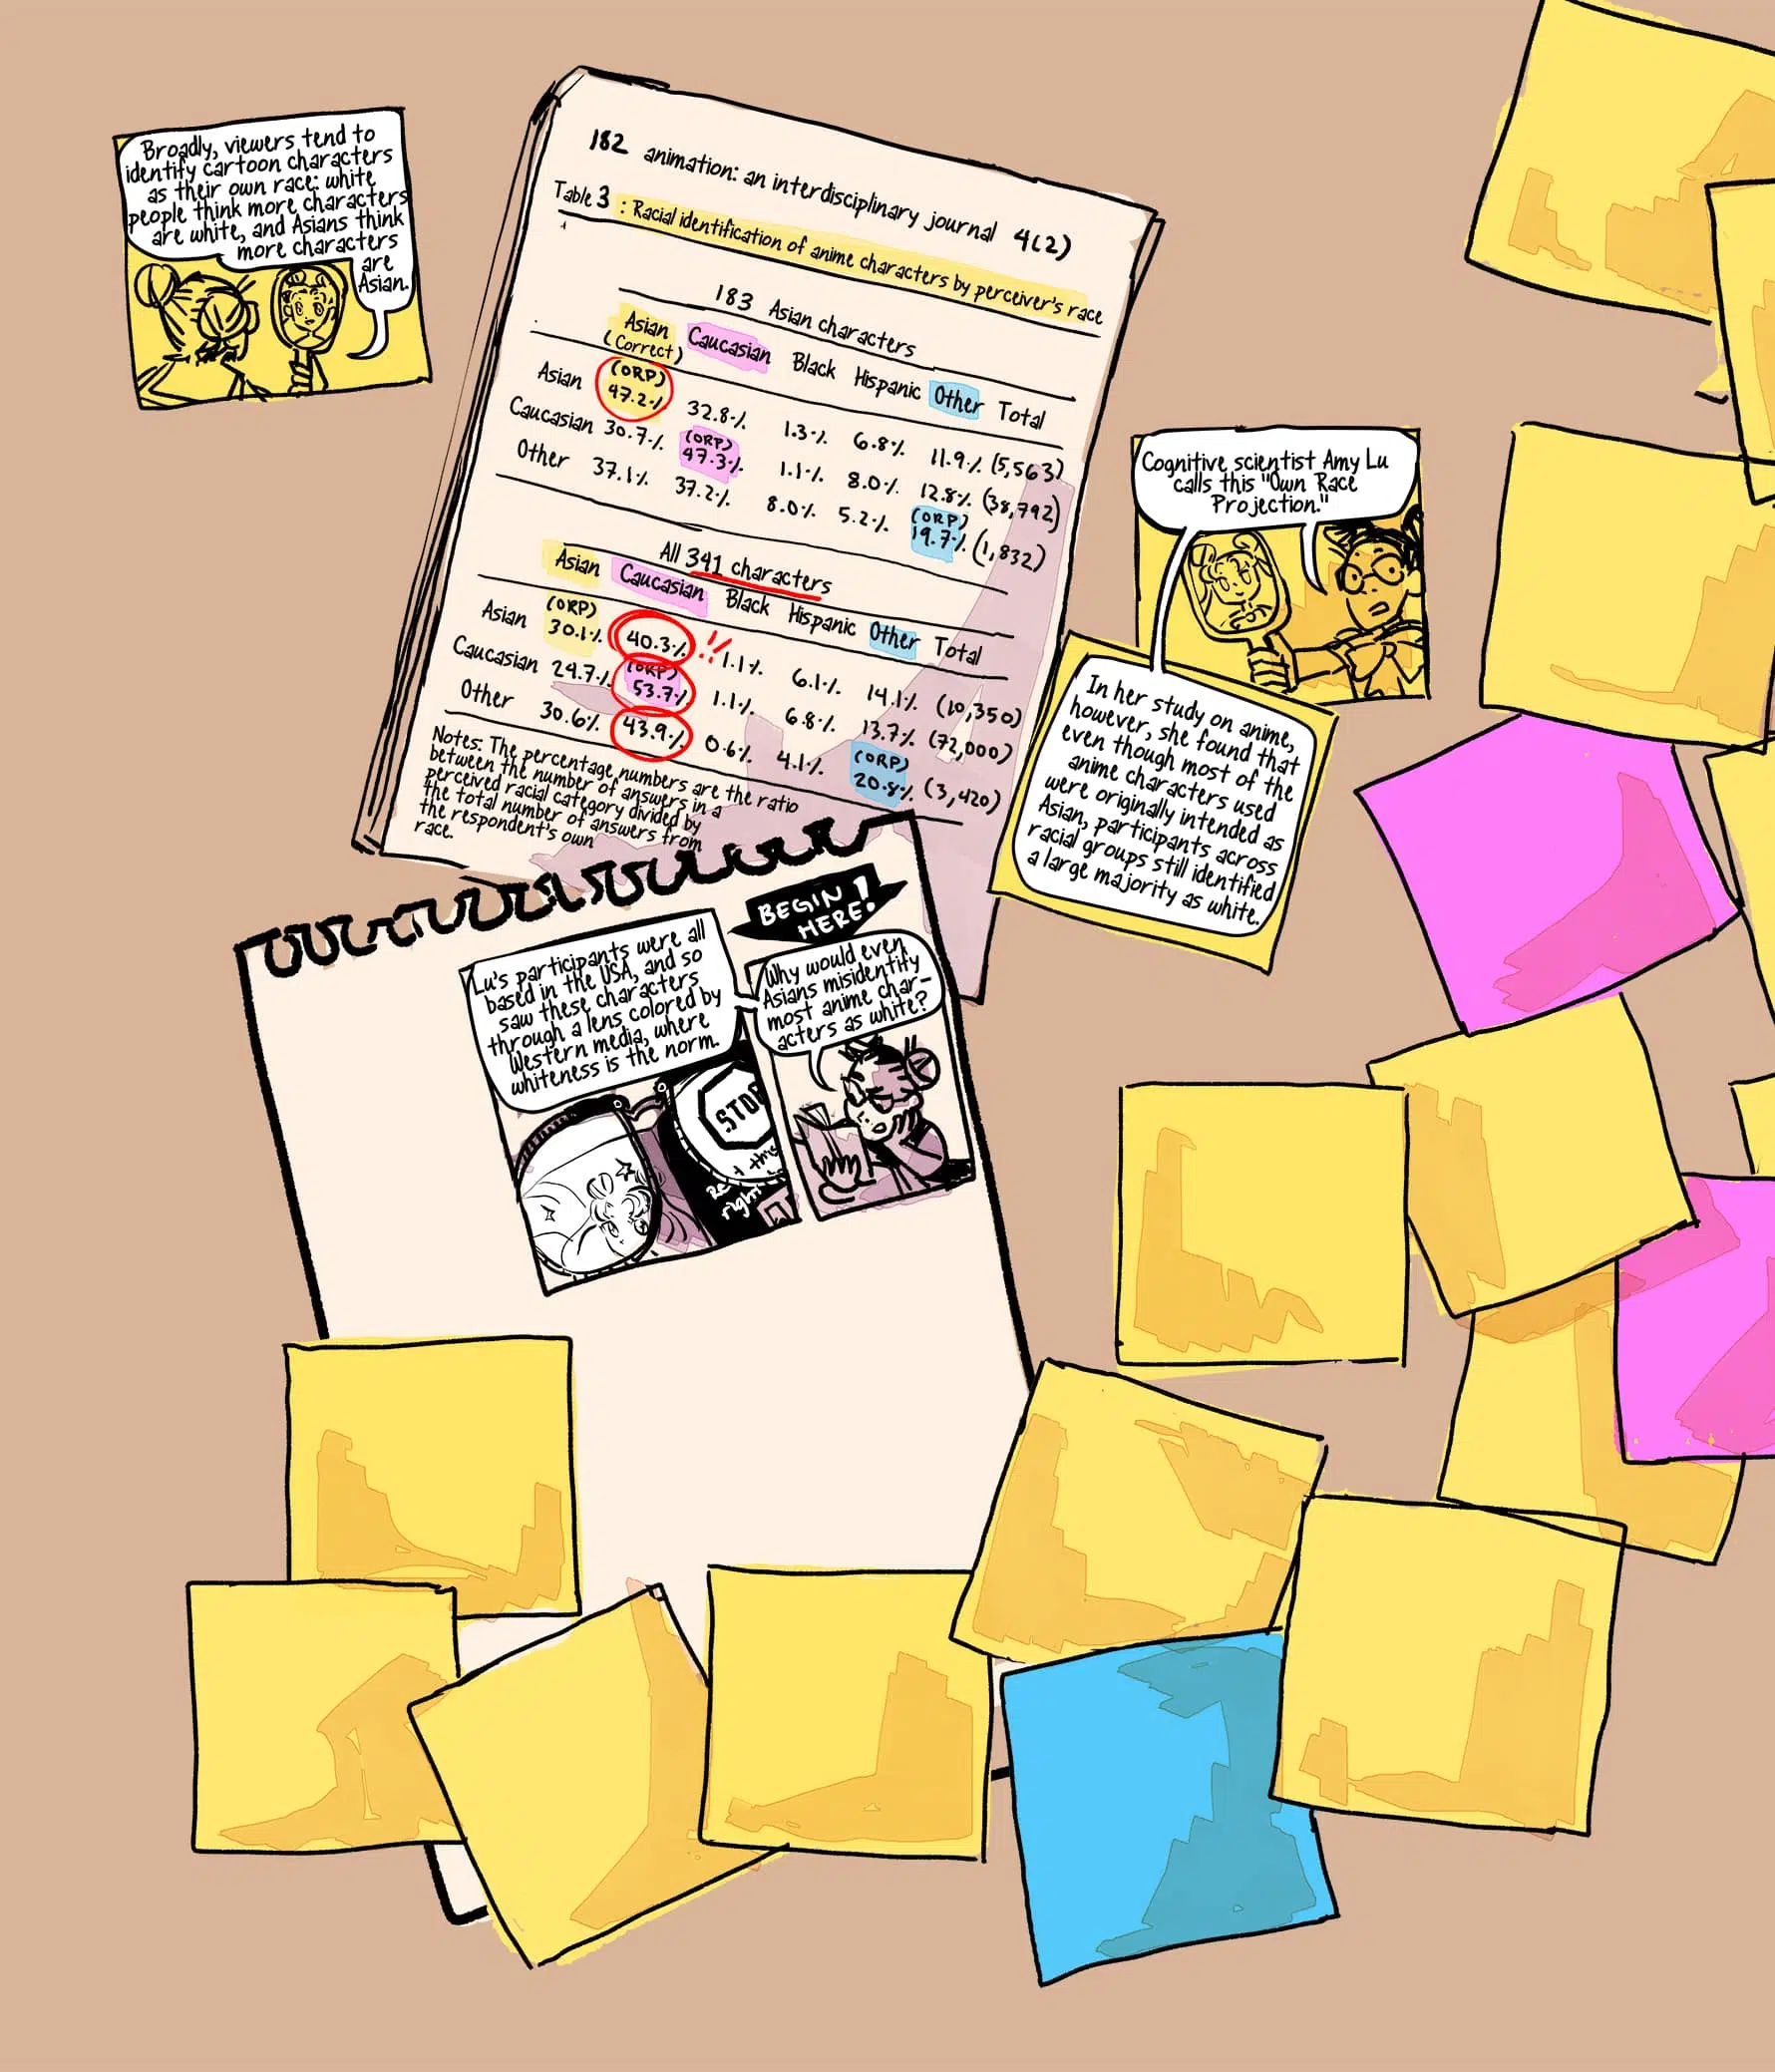 Broadly, viewers tend to
identify cartoon characters
as their own race: white
people think more characters
are white, and Asians think
more characters
are
Asian.
182 animation: an interdisciplinary journal 4(2)
Table 3 : Racial identification of anime characters by perceiver's race
183 Asian characters
Asian (Correct) Caucasian Black Hispanic Other Total
Asian (ORP) 47.2% 32.8% 1.3% 6.8% 11.9% (5,563)
Caucasian 30.7% (ORP) 47.3% 1.1% 8.0% 12.8% (38,792)
Other 37.1% 37.2% 8.0% 5.2% (ORP) 19.7% (1,832)
All 341 characters
Asian Caucasian Black Hispanic Other Total
Asian (ORP) 30.1% 40.3% !! 1.1% 6.1% 14.1% (10,350)
Caucasian 29.7% (ORP) 53.7% 1.1% 6.8% 13.7% (72,000)
Other 30.6% 43.9% 0.6% 4.1% (ORP) 20.8% (3,420)
Notes: The percentage numbers are the ratio
between the number of answers in a
perceived racial category divided by
the total number of answers from
the respondent's own
race.
Cognitive scientist Amy Lu
calls this "Own Race
Projection."
In her study on anime,
however, she found that
even though most of the
anime characters used
were originally intended as
Asian, participants across
racial groups still identified
a large majority as white.
BEGIN
HERE!
Why would even
Asians misidentify
most anime char-
acters as white?
Lu's participants were all
based in the USA, and so
saw these characters
through a lens colored by
Western media, where
whiteness is the norm.
STOP
this
right